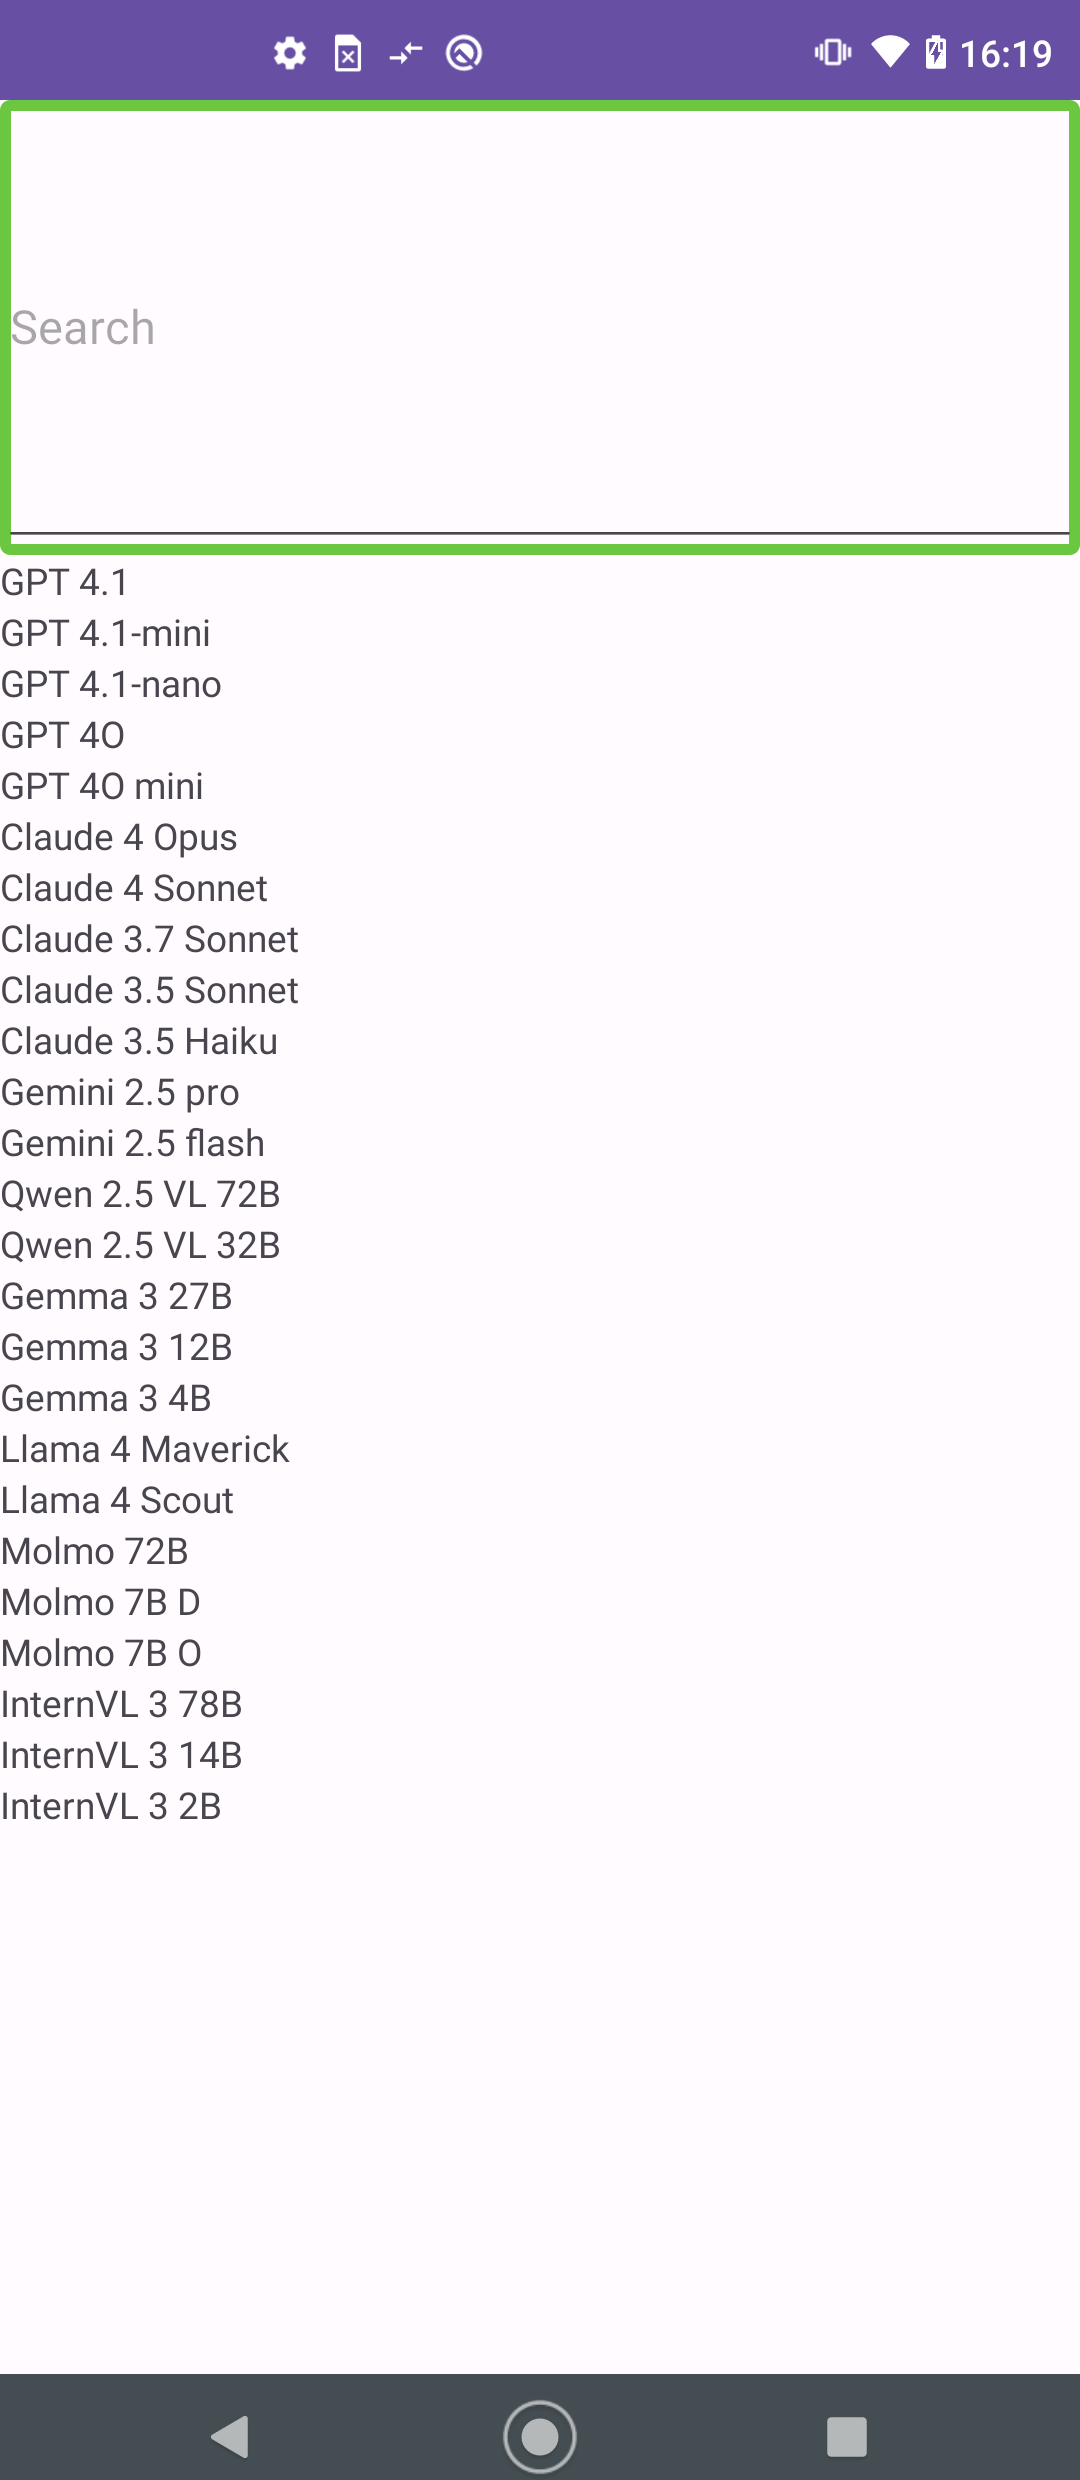 16:19
Search
GPT 4.1
GPT 4.1-mini
GPT 4.1-nano
GPT 4O
GPT 4O mini
Claude 4 Opus
Claude 4 Sonnet
Claude 3.7 Sonnet
Claude 3.5 Sonnet
Claude 3.5 Haiku
Gemini 2.5 pro
Gemini 2.5 flash
Qwen 2.5 VL 72B
Qwen 2.5 VL 32B
Gemma 3 27B
Gemma 3 12B
Gemma 3 4B
Llama 4 Maverick
Llama 4 Scout
Molmo 72B
Molmo 7B D
Molmo 7B O
InternVL 3 78B
InternVL 3 14B
InternVL 3 2B